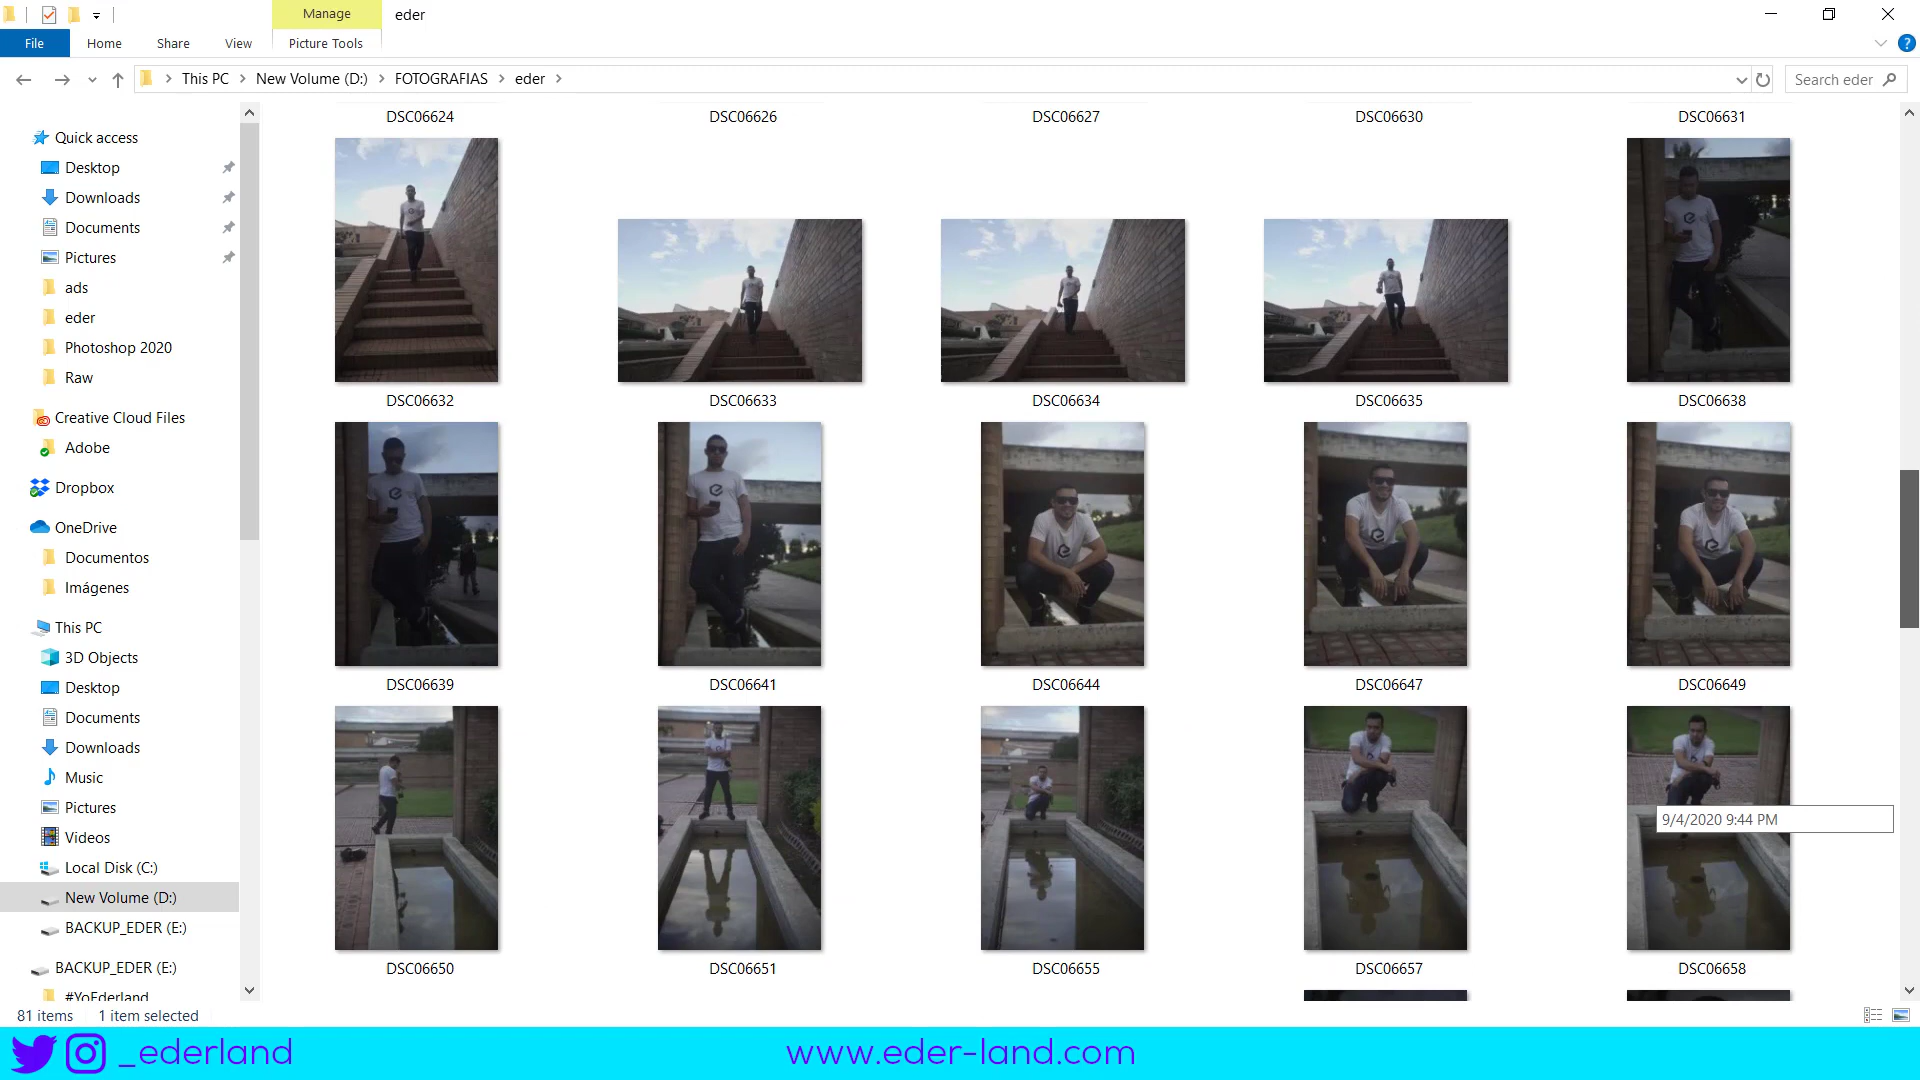 Manage
eder
File
Home
Share
View
Picture Tools
This PC
New Volume (D:)
FOTOGRAFIAS
eder
Search eder
DSC06624
DSC06626
DSC06627
DSC06630
DSC06631
Quick access
Desktop
Downloads
Documents
Pictures
ads
eder
Photoshop 2020
Raw
Creative Cloud Files
Adobe
Dropbox
OneDrive
Documentos
Imágenes
This PC
3D Objects
Desktop
Documents
Downloads
Music
Pictures
Videos
Local Disk (C:)
New Volume (D:)
BACKUP_EDER (E:)
BACKUP_EDER (E:)
#YoEderland
DSC06632
DSC06633
DSC06634
DSC06635
DSC06638
DSC06639
DSC06641
DSC06644
DSC06647
DSC06649
9/4/2020 9:44 PM
DSC06650
DSC06651
DSC06655
DSC06657
DSC06658
81 items
1 item selected
_ederland
www.eder-land.com